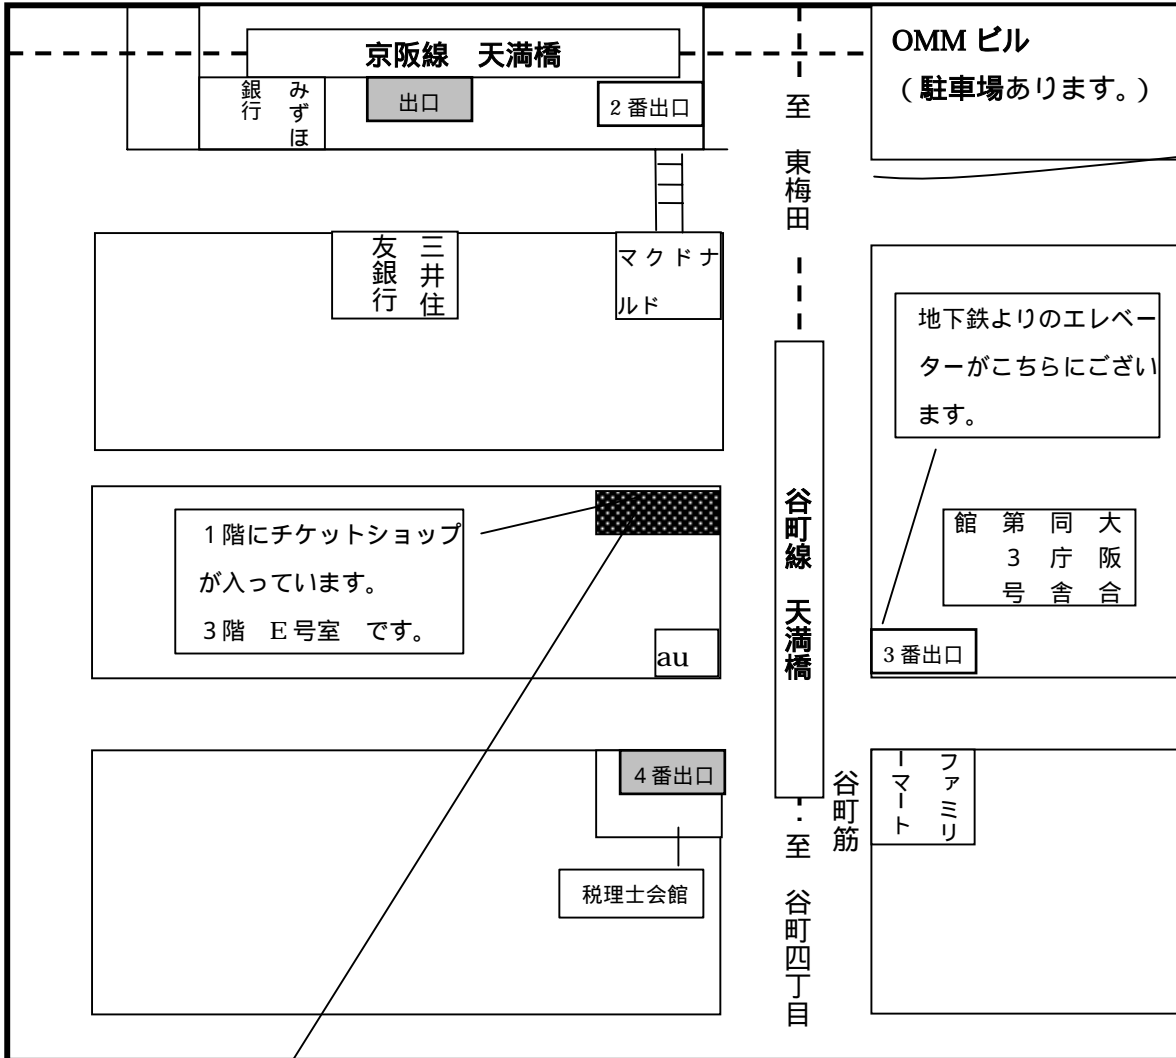 京阪線 天満橋
OMM ビル
(駐車場あります。)
みずほ
銀行
出口
2 番出口
至 東梅田
三井住
友銀行
マクドナ
ルド
地下鉄よりのエレベー
ターがこちらにござい
ます。
谷町線 天満橋
1階にチケットショップ
が入っています。
3階 E号室 です。
大阪合
同庁舎
第3号
館
au
3 番出口
4 番出口
谷町筋
ファミリ
ーマート
税理士会館
至 谷町四丁目